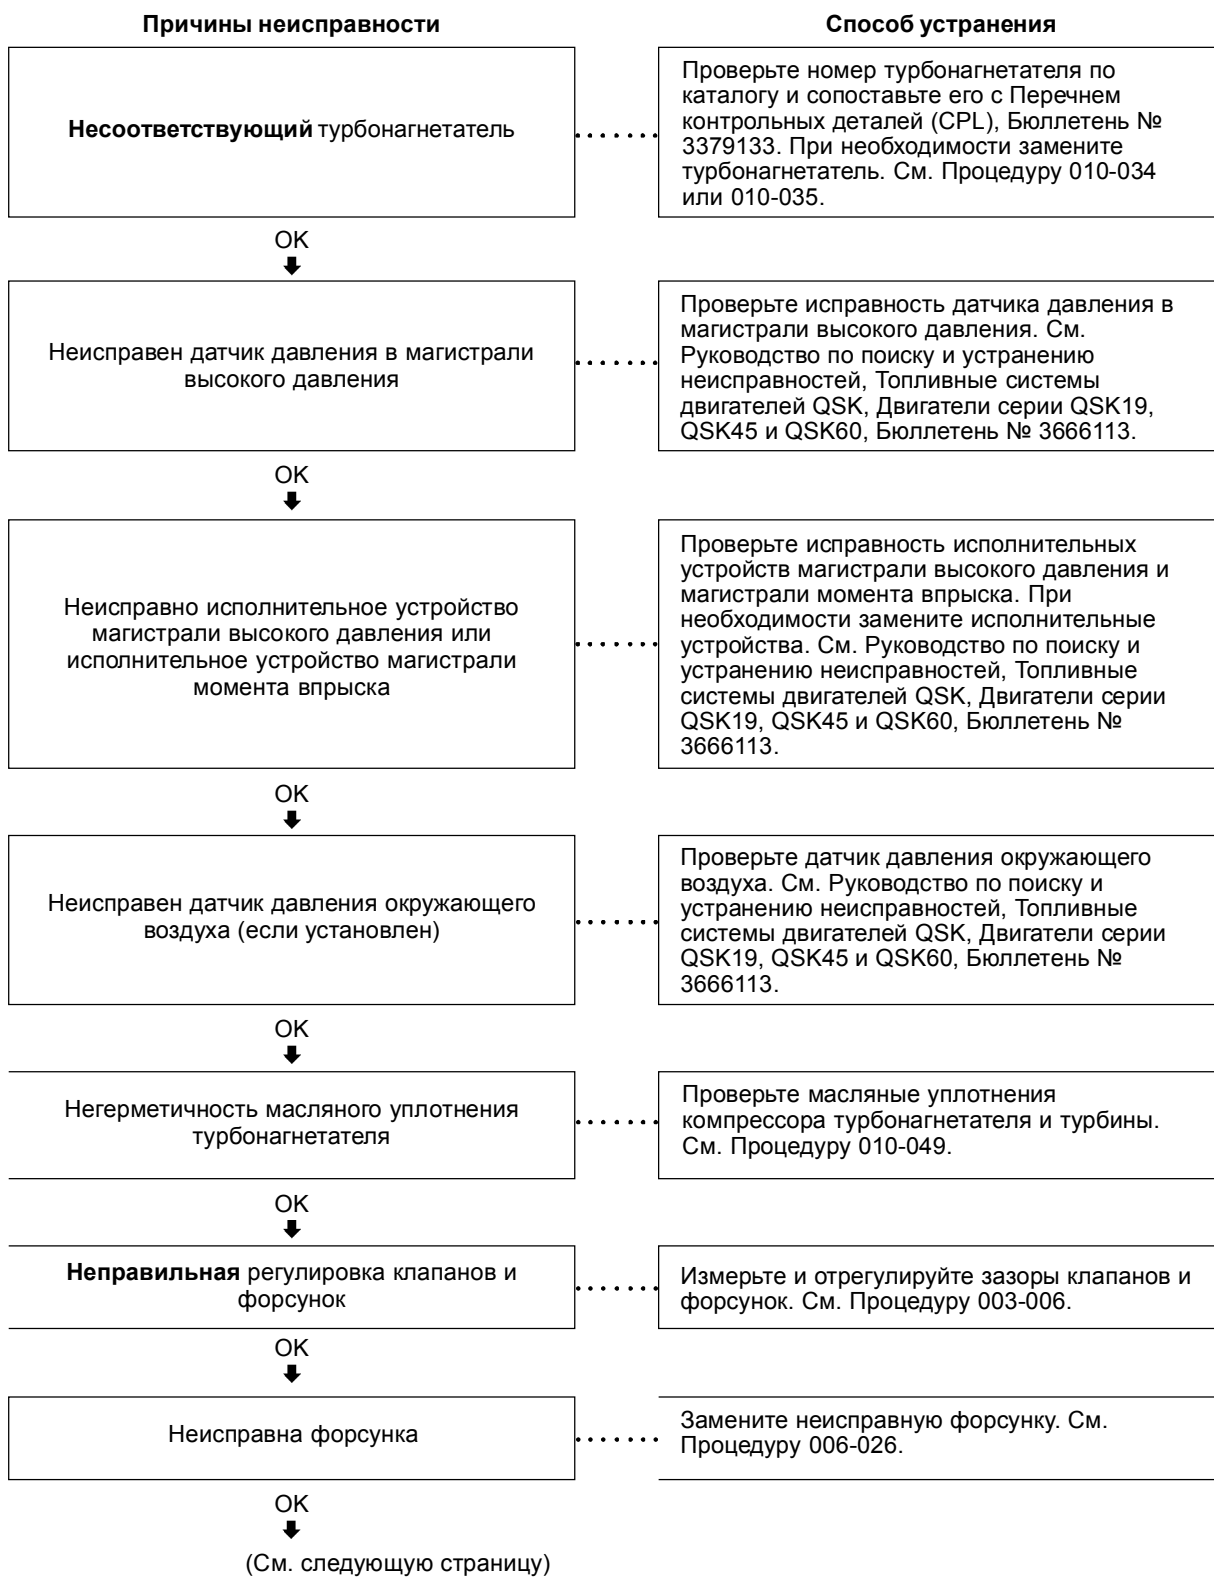 Причины неисправности
Способ устранения
Несоответствующий турбонагнетатель
Проверьте номер турбонагнетателя по
каталогу и сопоставьте его с Перечнем
контрольных деталей (CPL), Бюллетень №
3379133. При необходимости замените
турбонагнетатель. См. Процедуру 010-034
или 010-035.
OK
Неисправен датчик давления в магистрали
высокого давления
Проверьте исправность датчика давления в
магистрали высокого давления. См.
Руководство по поиску и устранению
неисправностей, Топливные системы
двигателей QSK, Двигатели серии QSK19,
QSK45 и QSK60, Бюллетень № 3666113.
OK
Неисправно исполнительное устройство
магистрали высокого давления или
исполнительное устройство магистрали
момента впрыска
Проверьте исправность исполнительных
устройств магистрали высокого давления и
магистрали момента впрыска. При
необходимости замените исполнительные
устройства. См. Руководство по поиску и
устранению неисправностей, Топливные
системы двигателей QSK, Двигатели серии
QSK19, QSK45 и QSK60, Бюллетень №
3666113.
OK
Неисправен датчик давления окружающего
воздуха (если установлен)
Проверьте датчик давления окружающего
воздуха. См. Руководство по поиску и
устранению неисправностей, Топливные
системы двигателей QSK, Двигатели серии
QSK19, QSK45 и QSK60, Бюллетень №
3666113.
OK
Негерметичность масляного уплотнения
турбонагнетателя
Проверьте масляные уплотнения
компрессора турбонагнетателя и турбины.
См. Процедуру 010-049.
OK
Неправильная регулировка клапанов и
форсунок
Измерьте и отрегулируйте зазоры клапанов и
форсунок. См. Процедуру 003-006.
OK
Неисправна форсунка
Замените неисправную форсунку. См.
Процедуру 006-026.
OK
(См. следующую страницу)